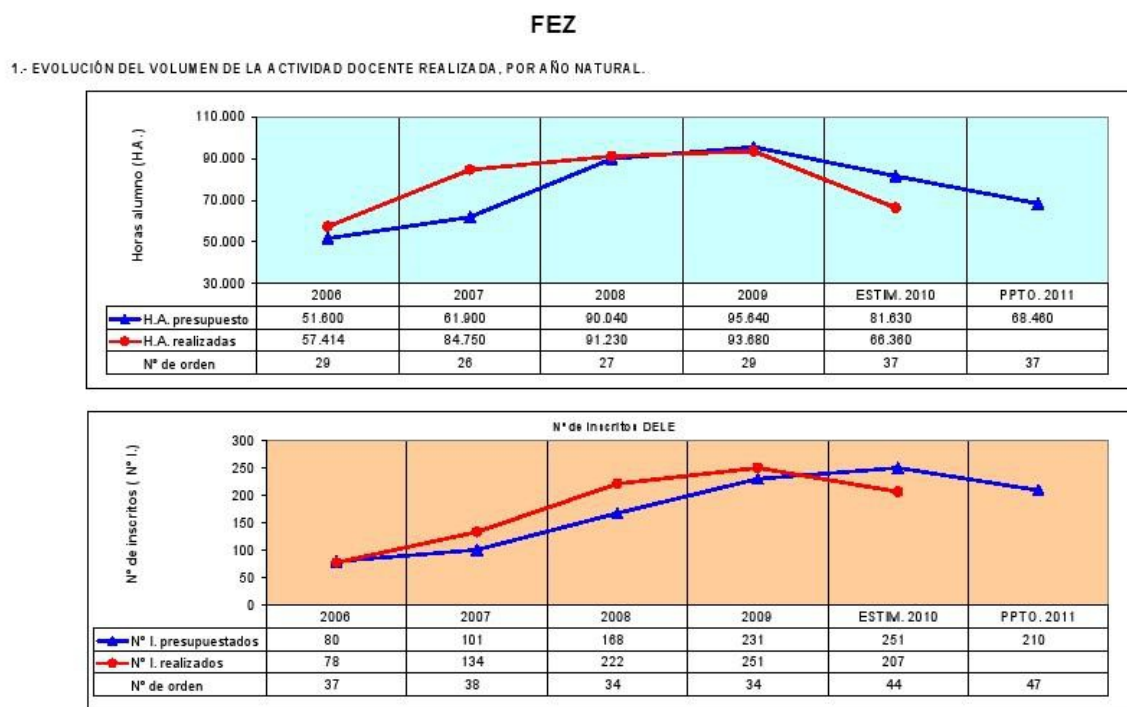 FEZ
1.- EVOLUCIÓN DEL VOLUMEN DE LA ACTIVIDAD DOCENTE REALIZADA, POR AÑO NATURAL.
Horas alumno (H.A.)
110.000
90.000
70.000
50.000
30.000
2006 2007 2008 2009 ESTIM. 2010 PPTO. 2011
H.A. presupuesto 51.600 61.900 90.040 95.640 81.630 68.460
H.A. realizadas 57.414 84.750 91.230 93.680 66.360
Nº de orden 29 26 27 29 37 37
Nº de inscritos DELE
Nº de inscritos ( Nº I.)
300
250
200
150
100
50
0
2006 2007 2008 2009 ESTIM. 2010 PPTO. 2011
Nº I. presupuestados 80 101 168 231 251 210
Nº I. realizados 78 134 222 251 207
Nº de orden 37 38 34 34 44 47